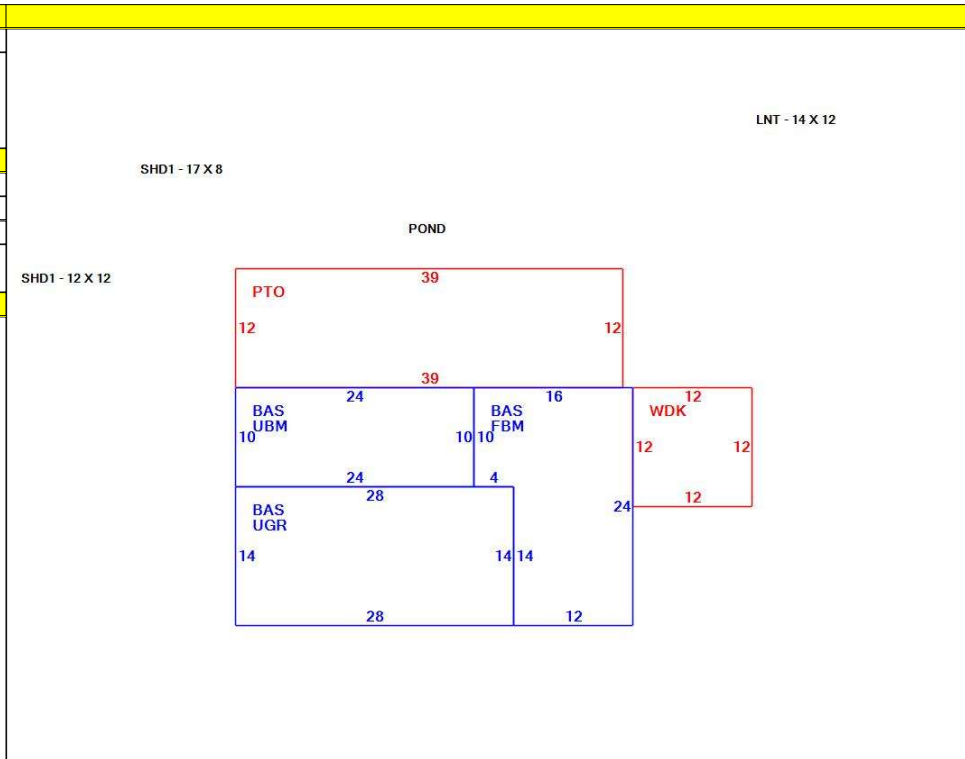 LNT - 14 X 12
SHD1 - 17 X 8
POND
SHD1 - 12 X 12
39
PTO
12
12
39
24
16
12
BAS
UBM
BAS
FBM
WDK
10
10
10
12
12
24
4
28
12
24
BAS
UGR
14
14
14
28
12